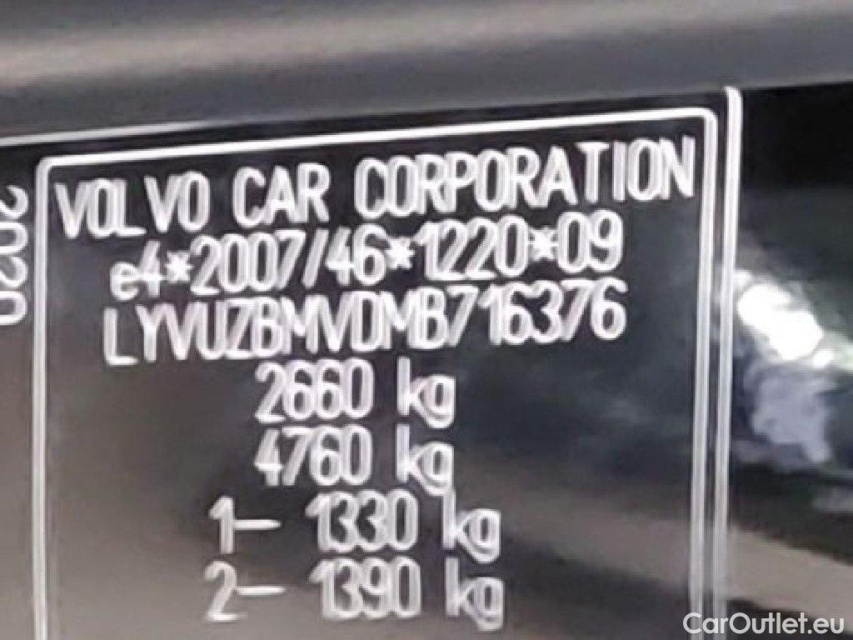 VOLVO CAR CORPORATION
e4*2007/46*1220*09
LYVUZBMVDMB716376
2660 kg
4760 kg
1– 1330 kg
2– 1390 kg
2020
CarOutlet.eu